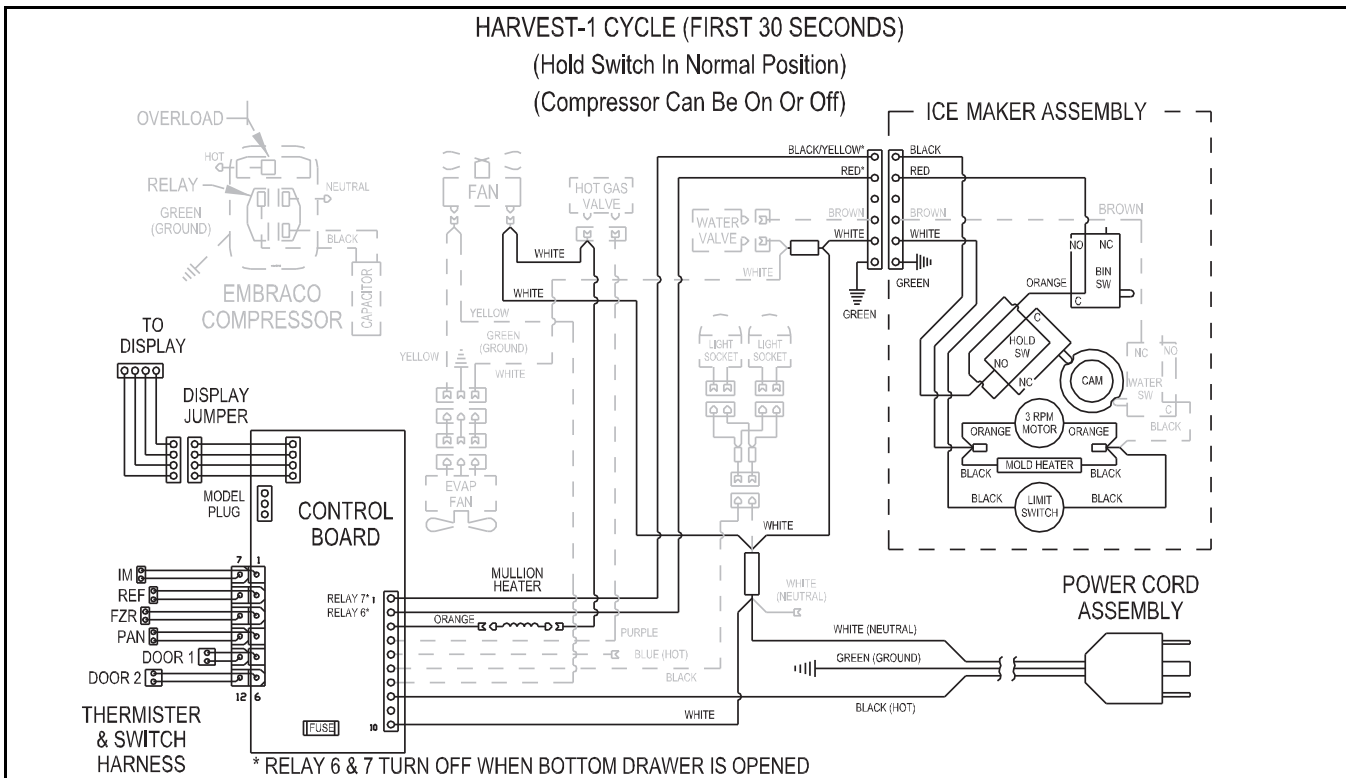 HARVEST-1 CYCLE (FIRST 30 SECONDS)
(Hold Switch In Normal Position)
(Compressor Can Be On Or Off)
ICE MAKER ASSEMBLY
OVERLOAD
HOT
RELAY
NEUTRAL
GREEN
(GROUND)
BLACK
CAPACITOR
EMBRACO
COMPRESSOR
FAN
HOT GAS
VALVE
WHITE
WHITE
YELLOW
GREEN
(GROUND)
YELLOW
WHITE
EVAP
FAN
BLACK/YELLOW*
RED*
BROWN
WHITE
WATER
VALVE
WHITE
GREEN
BLACK
RED
BROWN
WHITE
GREEN
BROWN
NO
NC
BIN
SW
C
ORANGE
C
HOLD
SW
NO
NC
CAM
NC
NO
WATER
SW
C
BLACK
3 RPM
MOTOR
ORANGE
ORANGE
MOLD HEATER
BLACK
BLACK
BLACK
LIMIT
SWITCH
BLACK
LIGHT
SOCKET
LIGHT
SOCKET
WHITE
WHITE
(NEUTRAL)
TO
DISPLAY
DISPLAY
JUMPER
MODEL
PLUG
CONTROL
BOARD
7
1
IM
REF
FZR
PAN
DOOR 1
DOOR 2
12
6
RELAY 7*
1
RELAY 6*
ORANGE
MULLION
HEATER
PURPLE
BLUE (HOT)
BLACK
FUSE
10
WHITE
POWER CORD
ASSEMBLY
WHITE (NEUTRAL)
GREEN (GROUND)
BLACK (HOT)
THERMISTER
& SWITCH
HARNESS
* RELAY 6 & 7 TURN OFF WHEN BOTTOM DRAWER IS OPENED